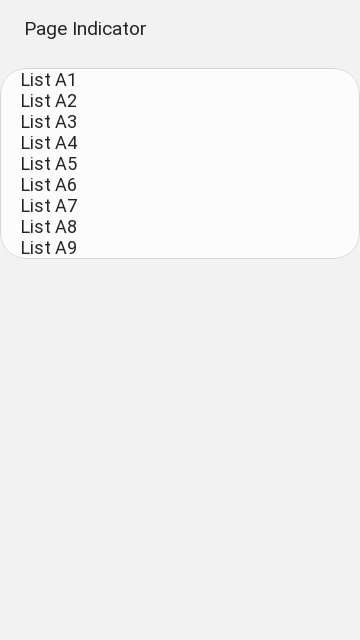 Page Indicator
List A1
List A2
List A3
List A4
List A5
List A6
List A7
List A8
List A9